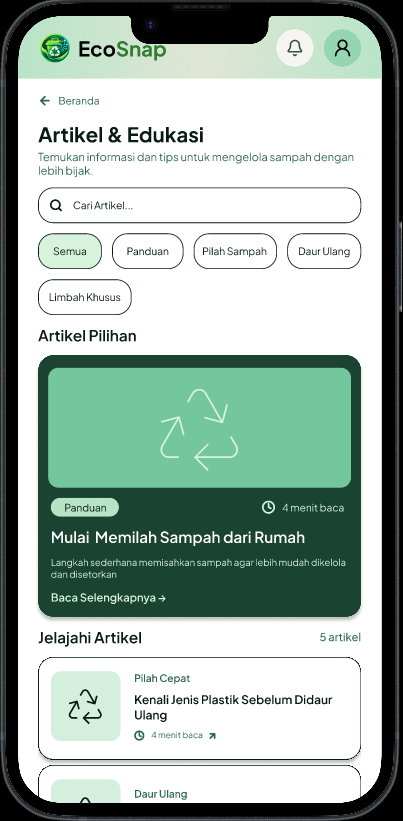 EcoSnap
Beranda
Artikel & Edukasi
Temukan informasi dan tips untuk mengelola sampah dengan
lebih bijak.
Cari Artikel...
Semua
Panduan
Pilah Sampah
Daur Ulang
Limbah Khusus
Artikel Pilihan
Panduan
4 menit baca
Mulai Memilah Sampah dari Rumah
Langkah sederhana memisahkan sampah agar lebih mudah dikelola
dan disetorkan
Baca Selengkapnya →
Jelajahi Artikel
5 artikel
Pilah Cepat
Kenali Jenis Plastik Sebelum Didaur
Ulang
4 menit baca
Daur Ulang